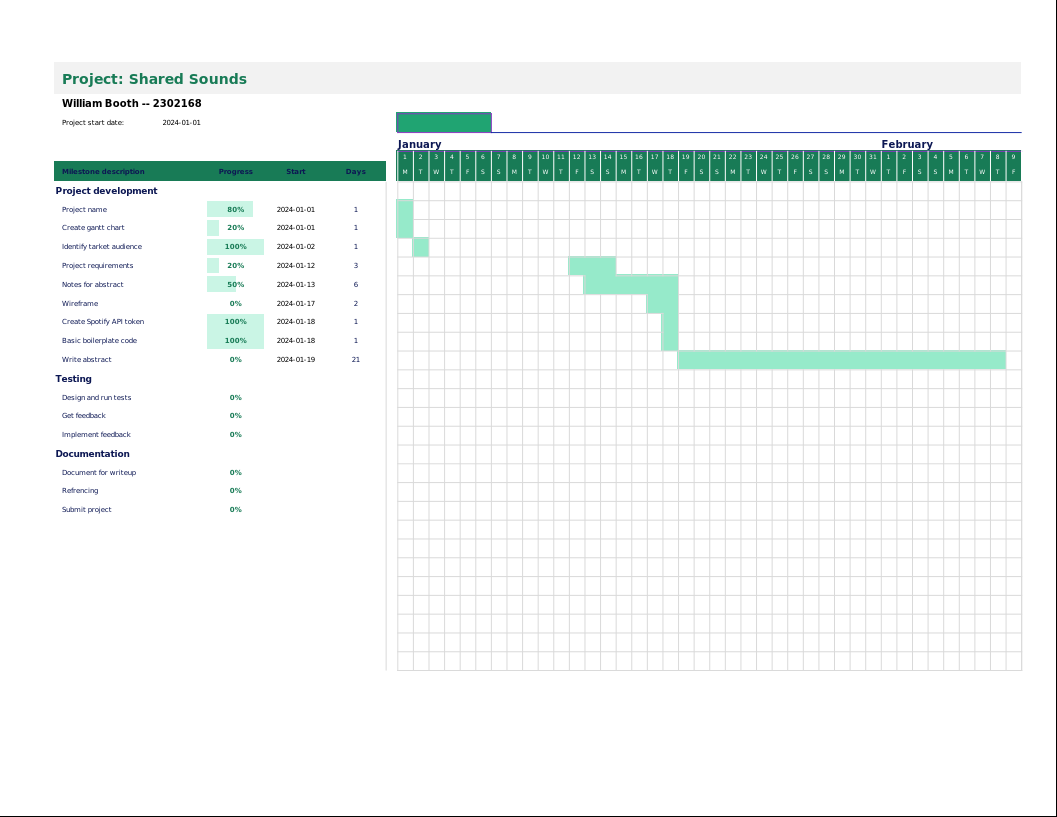 Project: Shared Sounds
William Booth -- 2302168
Project start date: 2024-01-01
January February
1 2 3 4 5 6 7 8 9 10 11 12 13 14 15 16 17 18 19 20 21 22 23 24 25 26 27 28 29 30 31 1 2 3 4 5 6 7 8 9
Milestone description Progress Start Days M T W T F S S M T W T F S S M T W T F S S M T W T F S S M T W T F S S M T W T F
Project development
Project name 80% 2024-01-01 1
Create gantt chart 20% 2024-01-01 1
Identify tarket audience 100% 2024-01-02 1
Project requirements 20% 2024-01-12 3
Notes for abstract 50% 2024-01-13 6
Wireframe 0% 2024-01-17 2
Create Spotify API token 100% 2024-01-18 1
Basic boilerplate code 100% 2024-01-18 1
Write abstract 0% 2024-01-19 21
Testing
Design and run tests 0%
Get feedback 0%
Implement feedback 0%
Documentation
Document for writeup 0%
Refrencing 0%
Submit project 0%